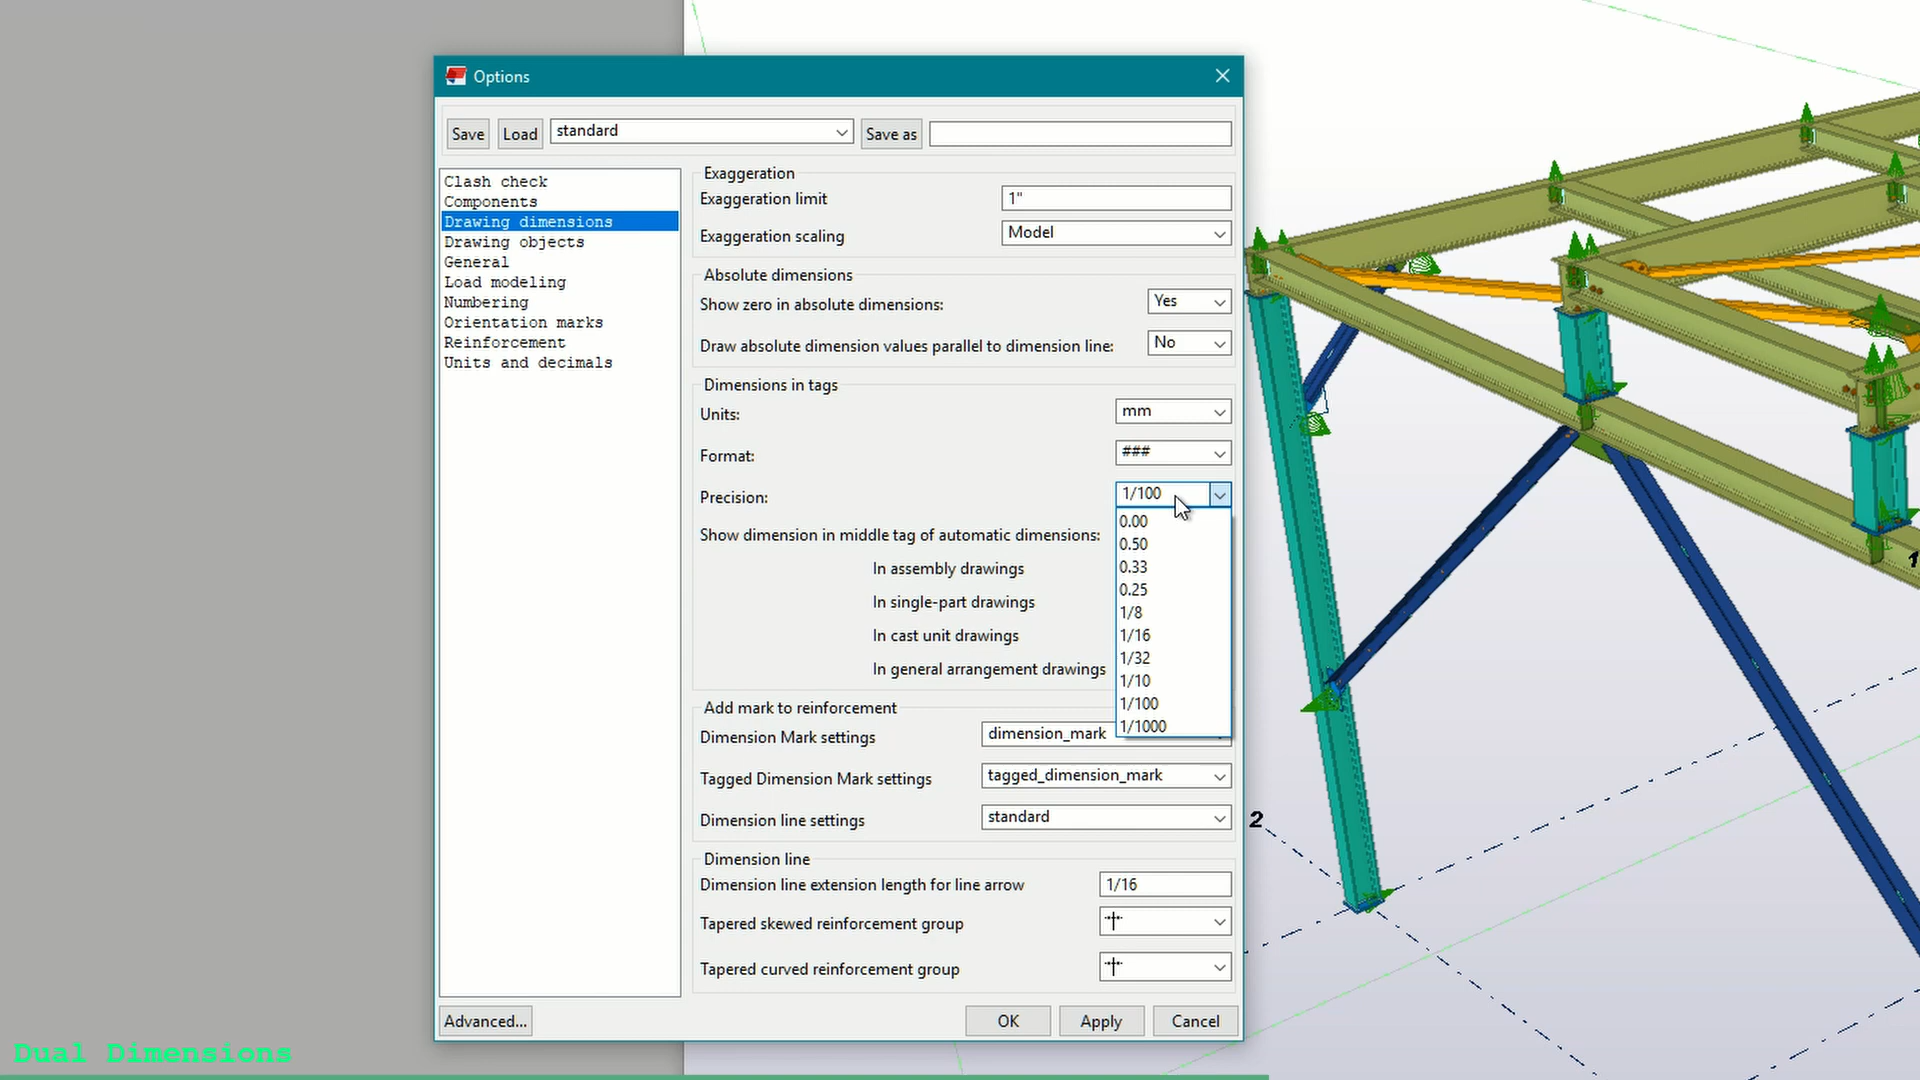 Options
Save
Load
standard
Save as
Clash check
Components
Drawing dimensions
Drawing objects
General
Load modeling
Numbering
Orientation marks
Reinforcement
Units and decimals
Exaggeration
Exaggeration limit
1"
Exaggeration scaling
Model
Absolute dimensions
Show zero in absolute dimensions:
Yes
Draw absolute dimension values parallel to dimension line:
No
Dimensions in tags
Units:
mm
Format:
###
Precision:
1/100
0.00
0.50
0.33
0.25
1/8
1/16
1/32
1/10
1/100
1/1000
Show dimension in middle tag of automatic dimensions:
In assembly drawings
In single-part drawings
In cast unit drawings
In general arrangement drawings
Add mark to reinforcement
Dimension Mark settings
dimension_mark
Tagged Dimension Mark settings
tagged_dimension_mark
Dimension line settings
standard
Dimension line
Dimension line extension length for line arrow
1/16
Tapered skewed reinforcement group
Tapered curved reinforcement group
Advanced...
OK
Apply
Cancel
1
2
Dual Dimensions